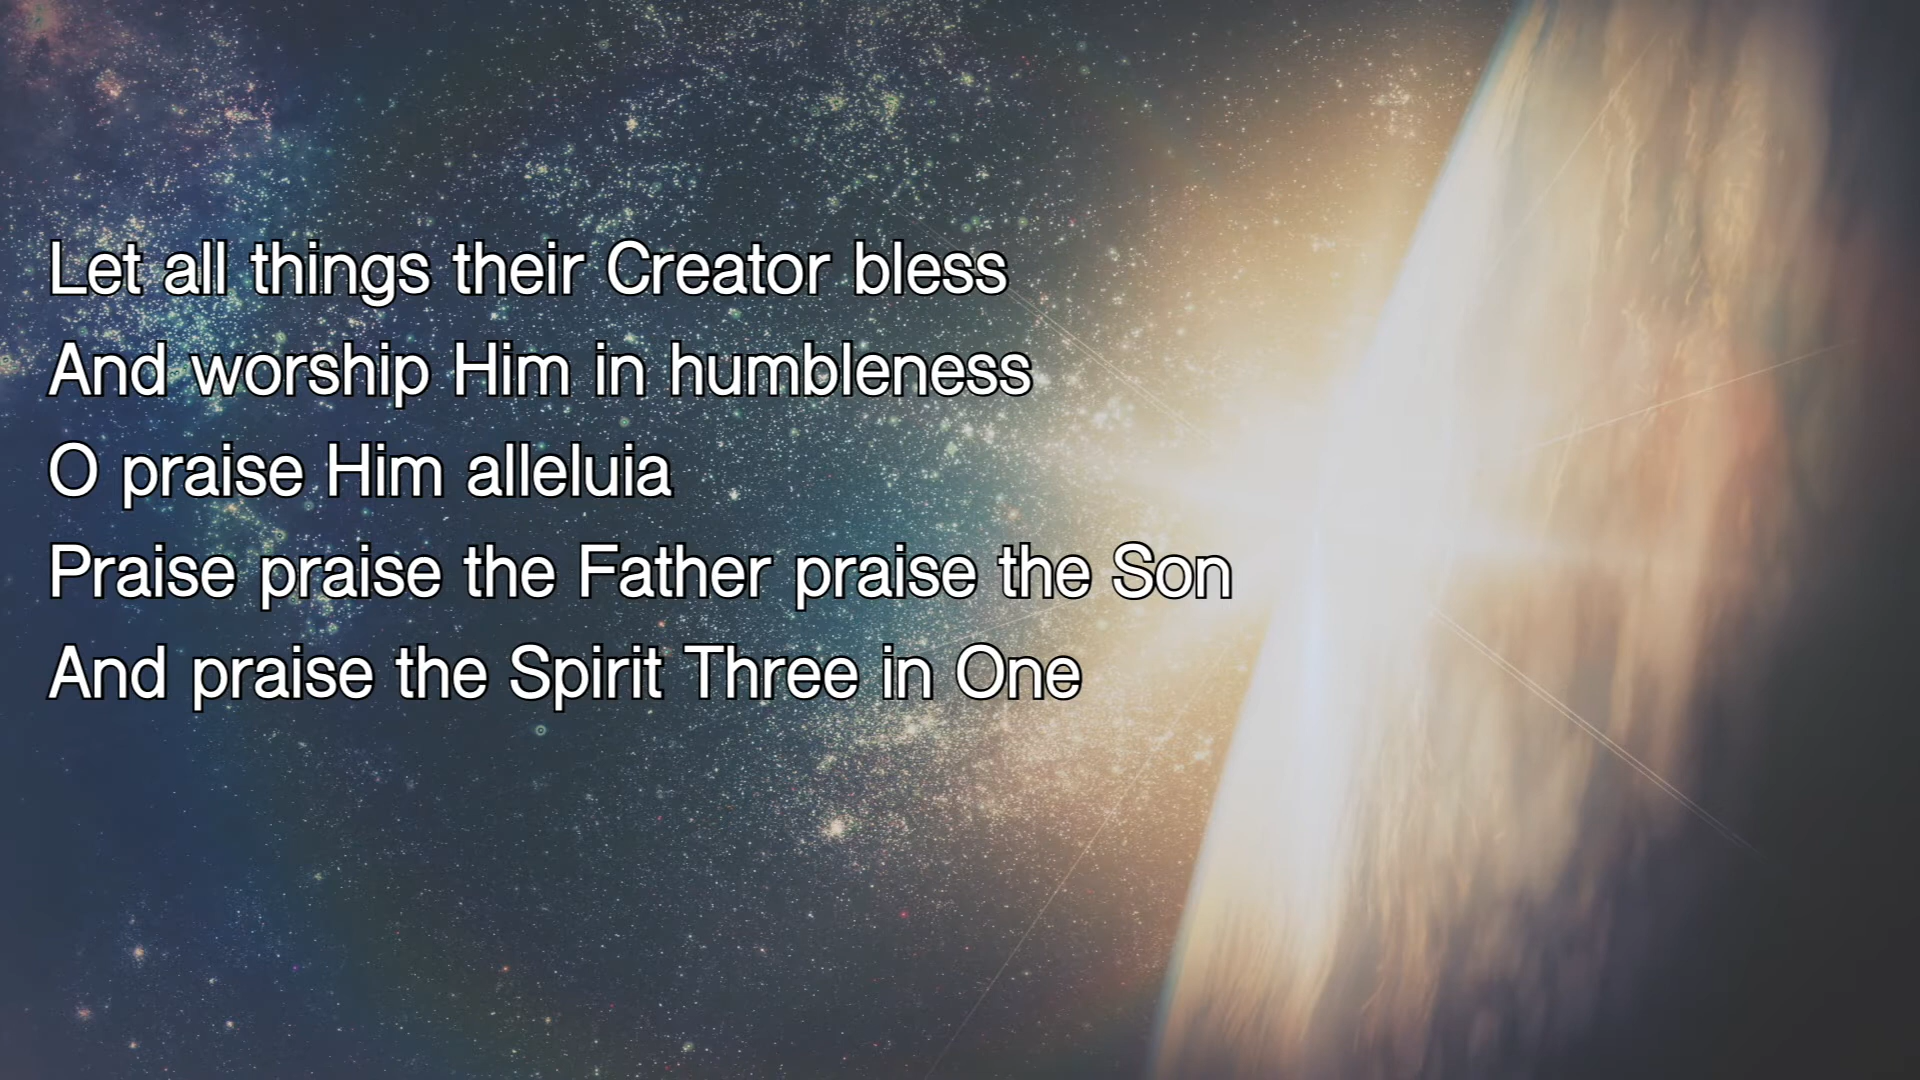 Let all things their Creator bless
And worship Him in humbleness
O praise Him alleluia
Praise praise the Father praise the Son
And praise the Spirit Three in One